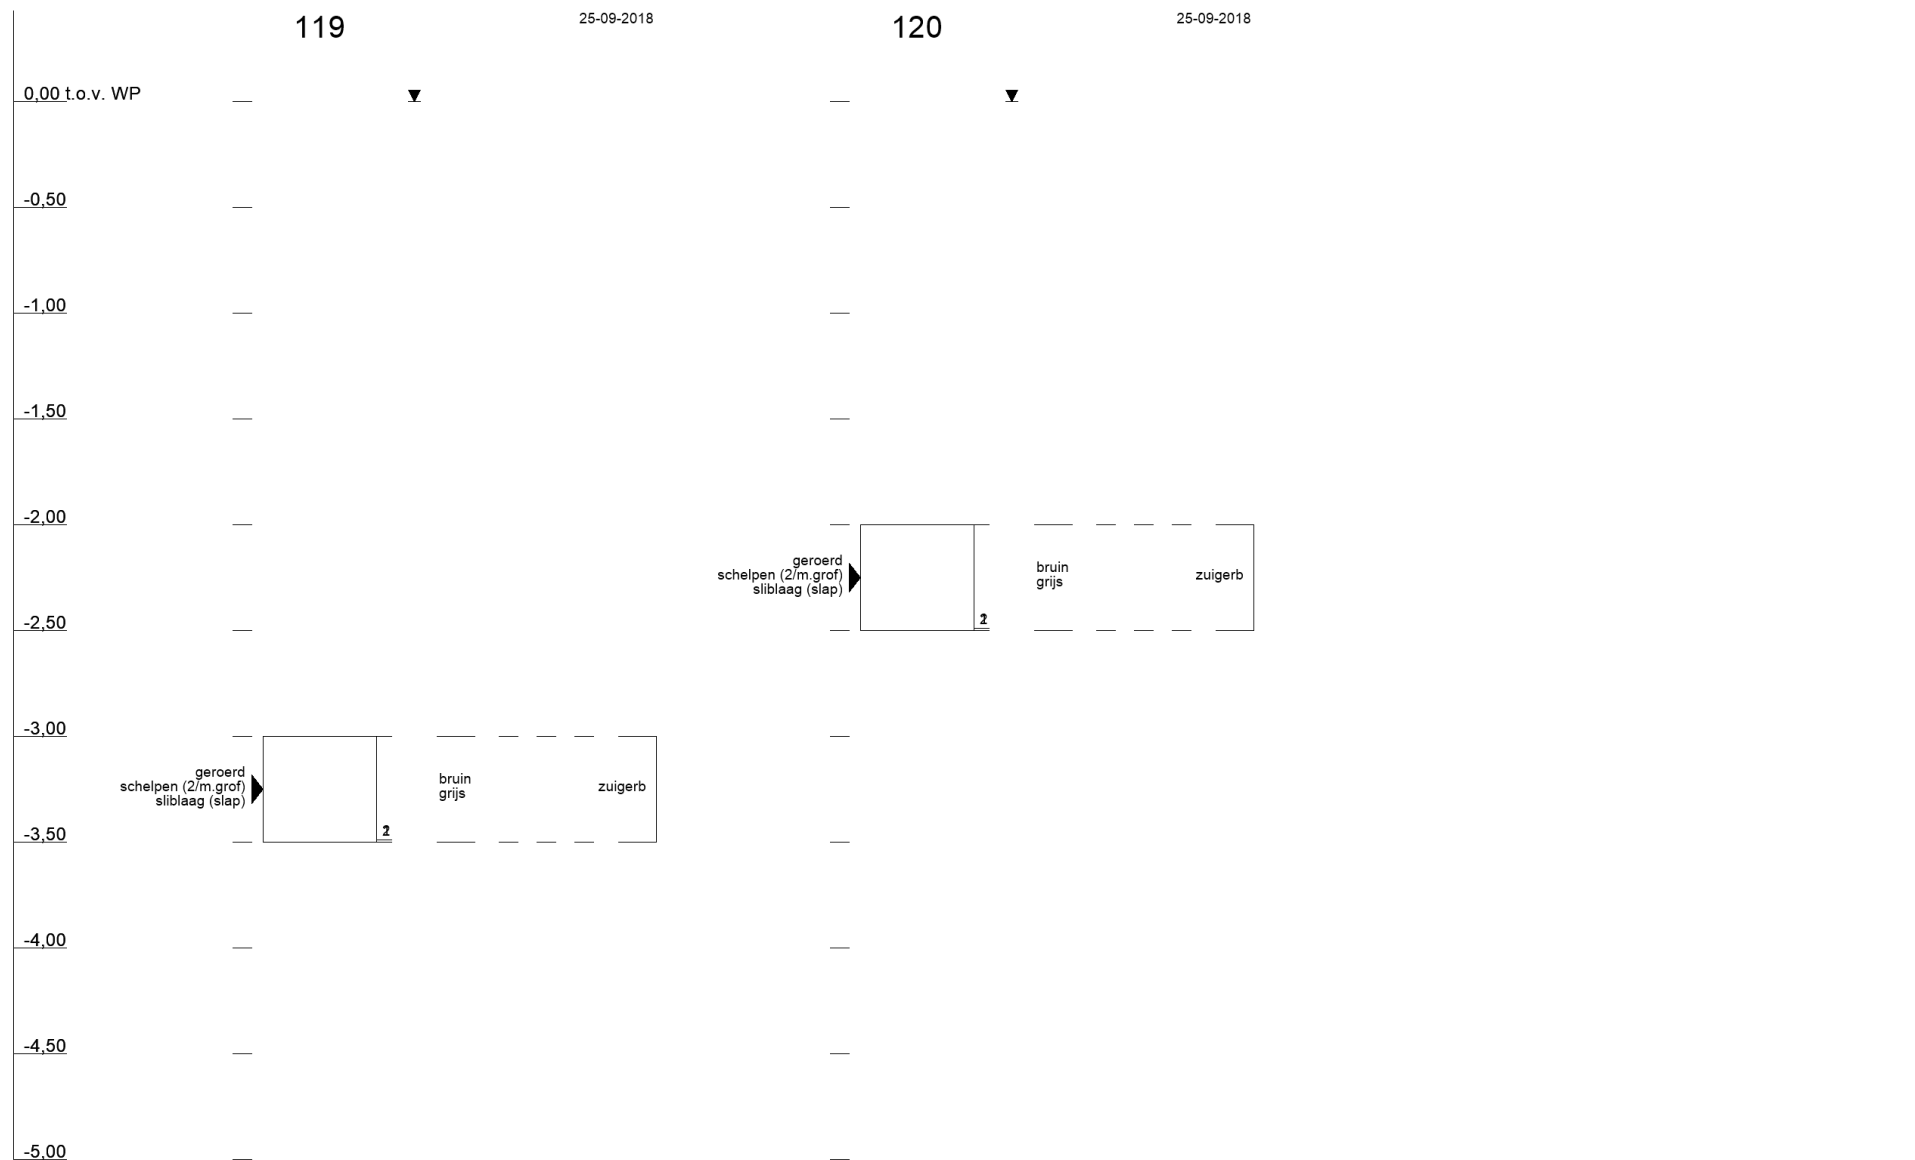 119
25-09-2018
120
25-09-2018
0,00 t.o.v. WP
-0,50
-1,00
-1,50
-2,00
geroerd
schelpen (2/m.grof)
sliblaag (slap)
bruin
grijs
zuigerb
-2,50
-3,00
geroerd
schelpen (2/m.grof)
sliblaag (slap)
bruin
grijs
zuigerb
-3,50
-4,00
-4,50
-5,00